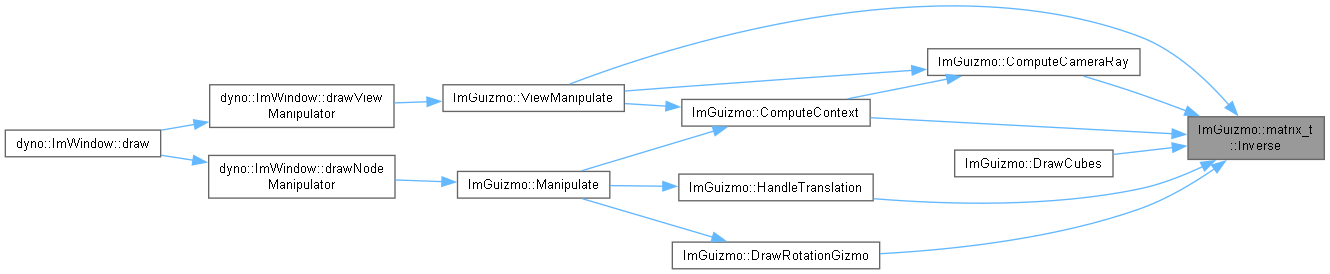 dyno::ImWindow::draw
dyno::ImWindow::drawView
Manipulator
dyno::ImWindow::drawNode
Manipulator
ImGuizmo::ViewManipulate
ImGuizmo::Manipulate
ImGuizmo::ComputeCameraRay
ImGuizmo::ComputeContext
ImGuizmo::DrawCubes
ImGuizmo::HandleTranslation
ImGuizmo::DrawRotationGizmo
ImGuizmo::matrix_t
::Inverse